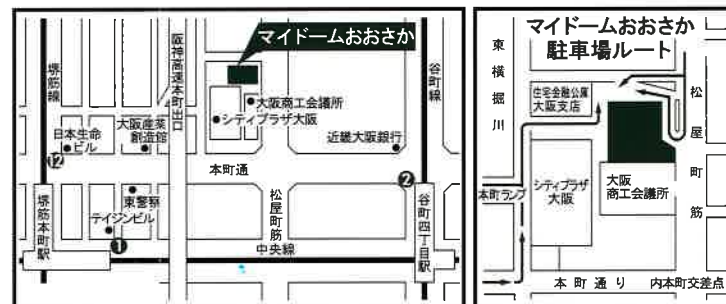 マイドームおおさか
堺筋線
阪神高速本町出口
谷町線
大阪商工会議所
シティプラザ大阪
日本生命
ビル
大阪産業
創造館
近畿大阪銀行
⑫
本町通
②
堺筋本町駅
東警察
テイジンビル
①
松屋町筋
中央線
谷町四丁目駅
マイドームおおさか
駐車場ルート
東横堀川
住宅金融公庫
大阪支店
松屋町筋
本町ランプ
シティプラザ
大阪
大阪
商工会議所
本町通り
内本町交差点